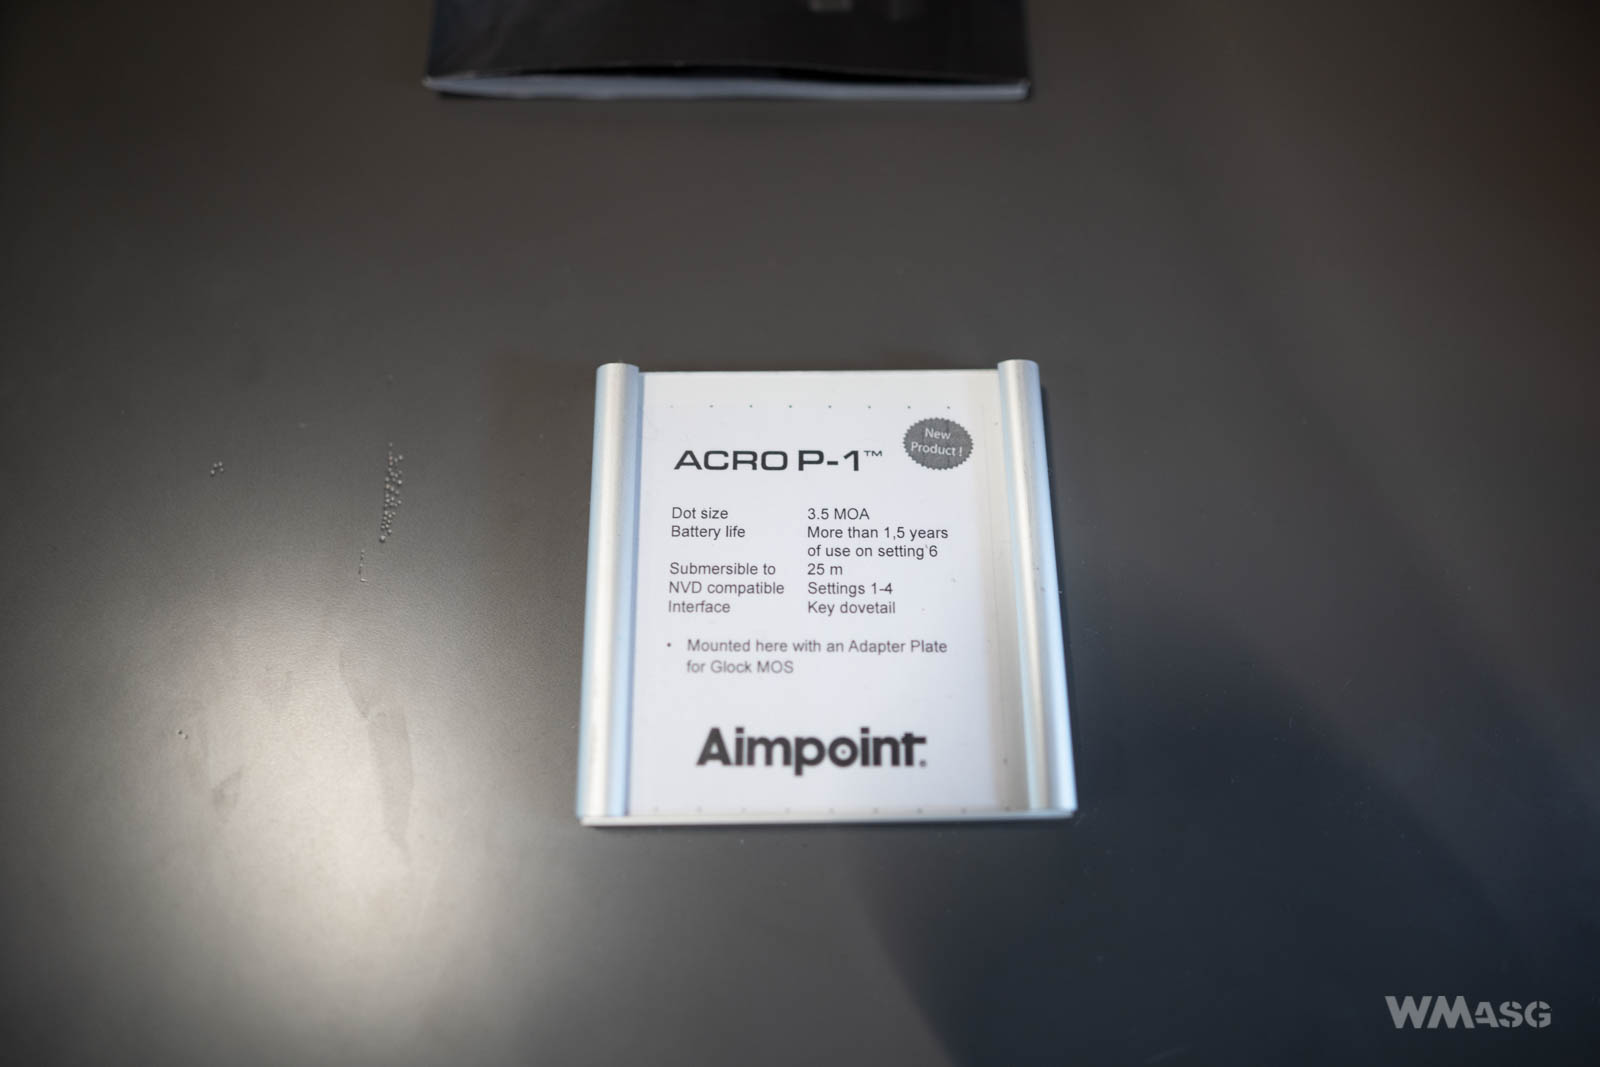 New
Product !
ACRO P-1™
Dot size 3.5 MOA
Battery life More than 1,5 years
of use on setting 6
Submersible to 25 m
NVD compatible Settings 1-4
Interface Key dovetail
• Mounted here with an Adapter Plate
for Glock MOS
Aimpoint®
WMASG